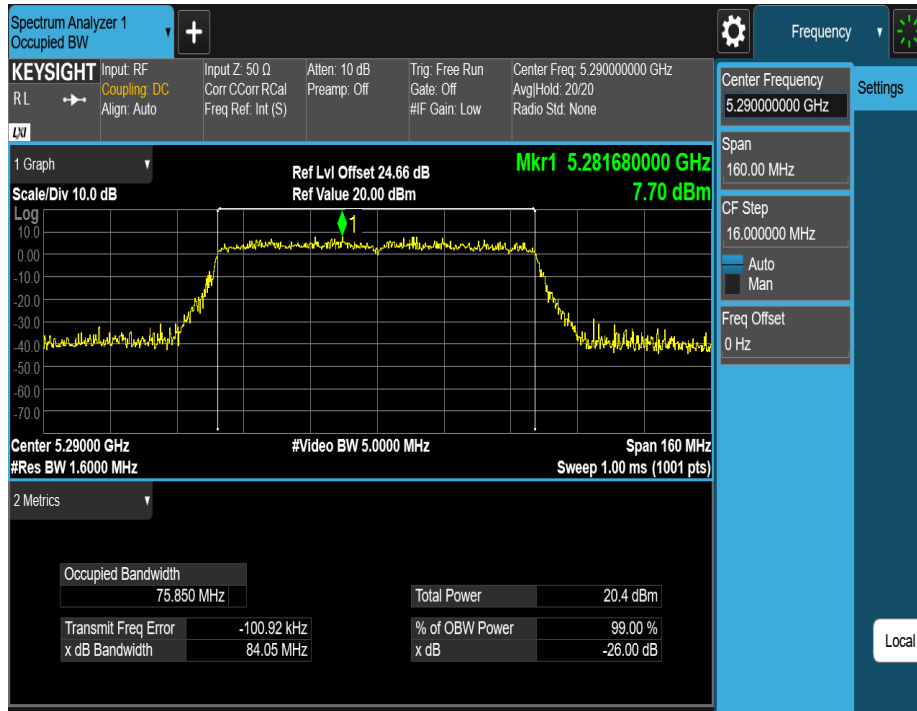 Spectrum Analyzer 1
Occupied BW
+
Frequency
KEYSIGHT
R L
LXI
Input: RF
Coupling: DC
Align: Auto
Input Z: 50 Ω
Corr CCorr RCal
Freq Ref: Int (S)
Atten: 10 dB
Preamp: Off
Trig: Free Run
Gate: Off
#IF Gain: Low
Center Freq: 5.290000000 GHz
Avg|Hold: 20/20
Radio Std: None
Center Frequency
5.290000000 GHz
Settings
Span
160.00 MHz
CF Step
16.000000 MHz
Auto
Man
Freq Offset
0 Hz
Local
1 Graph
Scale/Div 10.0 dB
Ref Lvl Offset 24.66 dB
Ref Value 20.00 dBm
Mkr1 5.281680000 GHz
7.70 dBm
Log
1
10.0
0.00
-10.0
-20.0
-30.0
-40.0
-50.0
-60.0
-70.0
Center 5.29000 GHz
#Video BW 5.0000 MHz
Span 160 MHz
#Res BW 1.6000 MHz
Sweep 1.00 ms (1001 pts)
2 Metrics
Occupied Bandwidth
75.850 MHz
Total Power 20.4 dBm
Transmit Freq Error -100.92 kHz
% of OBW Power 99.00 %
x dB Bandwidth 84.05 MHz
x dB -26.00 dB